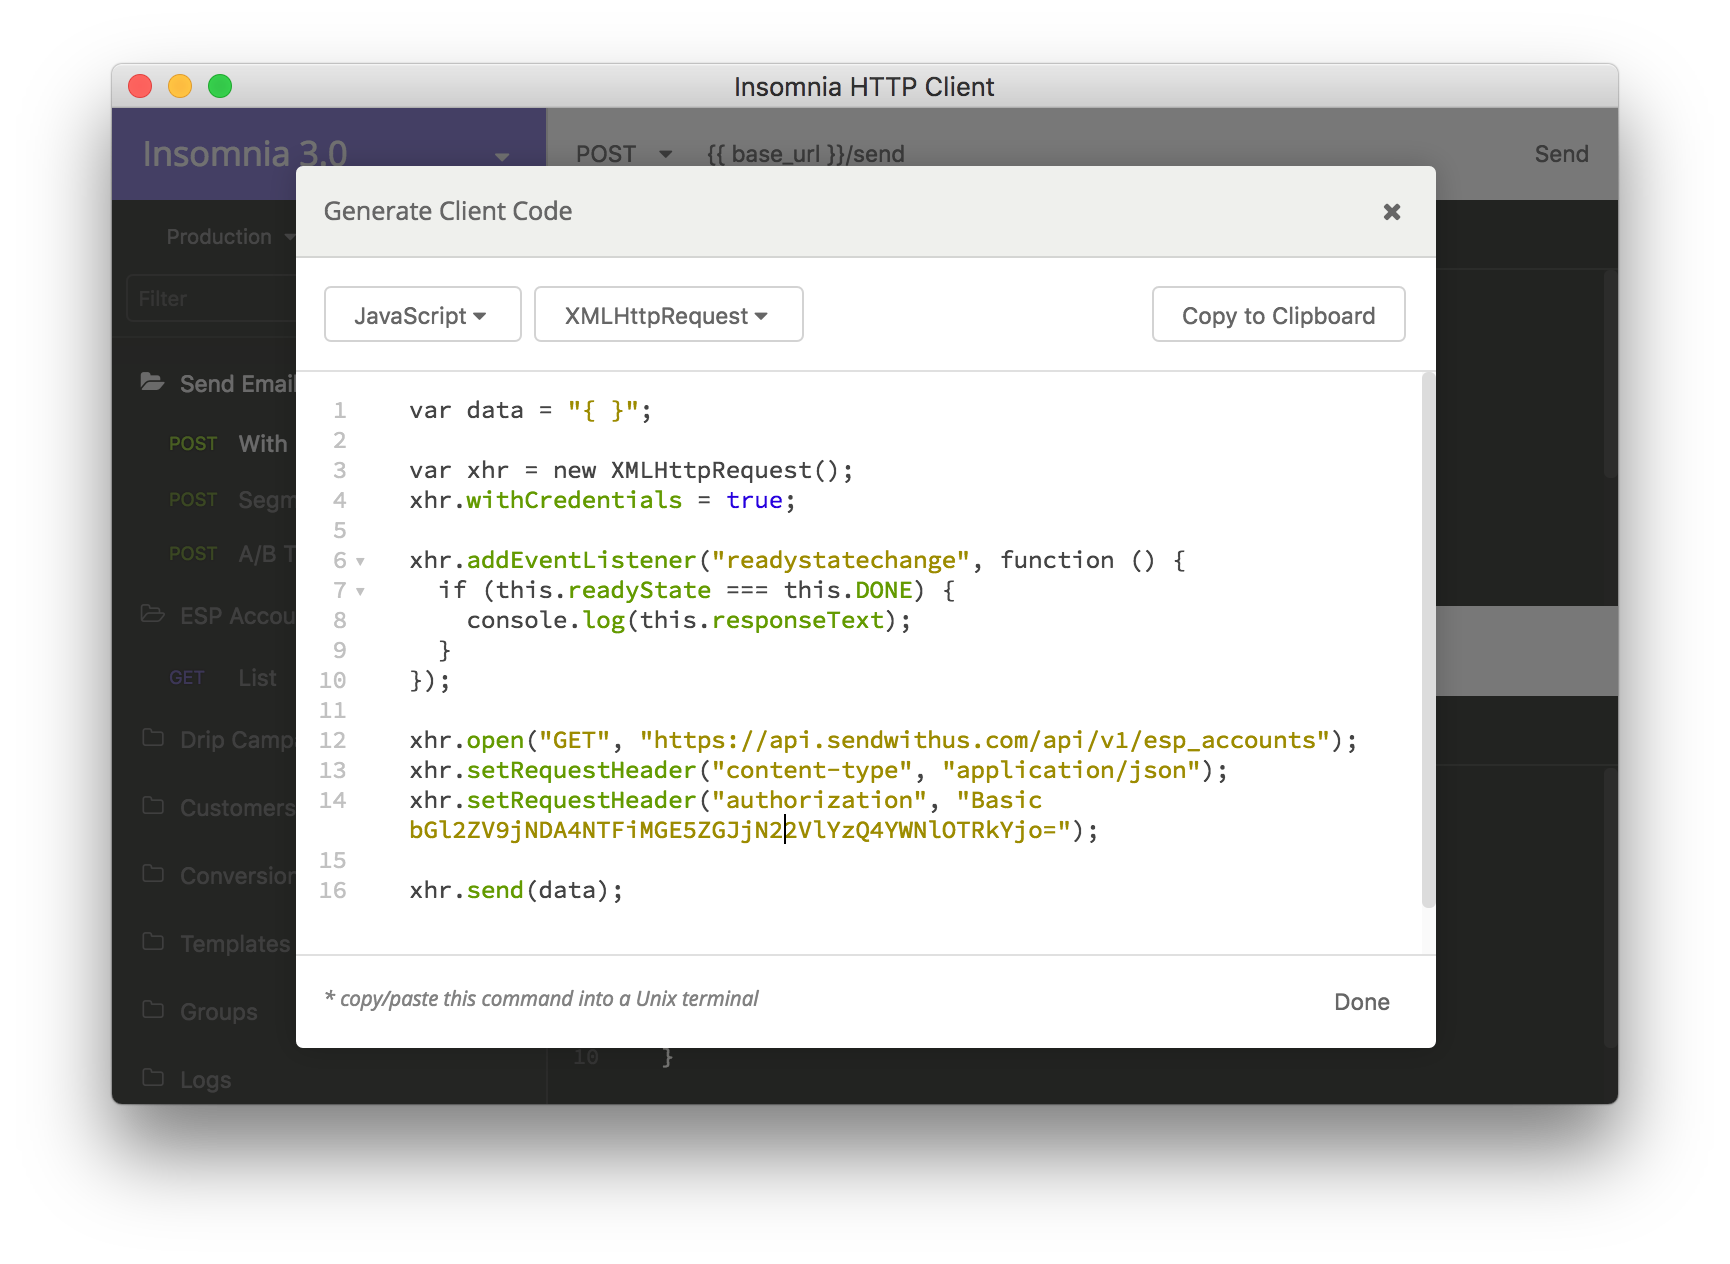 Insomnia HTTP Client
Insomnia 3.0
POST {{ base_url }}/send Send
Generate Client Code
Production
JavaScript XMLHttpRequest Copy to Clipboard
Filter
Send Email
POST With
POST Segm
POST A/B T
ESP Accou
GET List
Drip Camp
Customers
Conversion
Templates
Groups
Logs
1 var data = "{ }";
2
3 var xhr = new XMLHttpRequest();
4 xhr.withCredentials = true;
5
6 xhr.addEventListener("readystatechange", function () {
7 if (this.readyState === this.DONE) {
8 console.log(this.responseText);
9 }
10 });
11
12 xhr.open("GET", "https://api.sendwithus.com/api/v1/esp_accounts");
13 xhr.setRequestHeader("content-type", "application/json");
14 xhr.setRequestHeader("authorization", "Basic
bGl2ZV9jNDA4NTFiMGE5ZGJjN22VlYzQ4YWNlOTRkYjo=");
15
16 xhr.send(data);
* copy/paste this command into a Unix terminal
Done
10 }